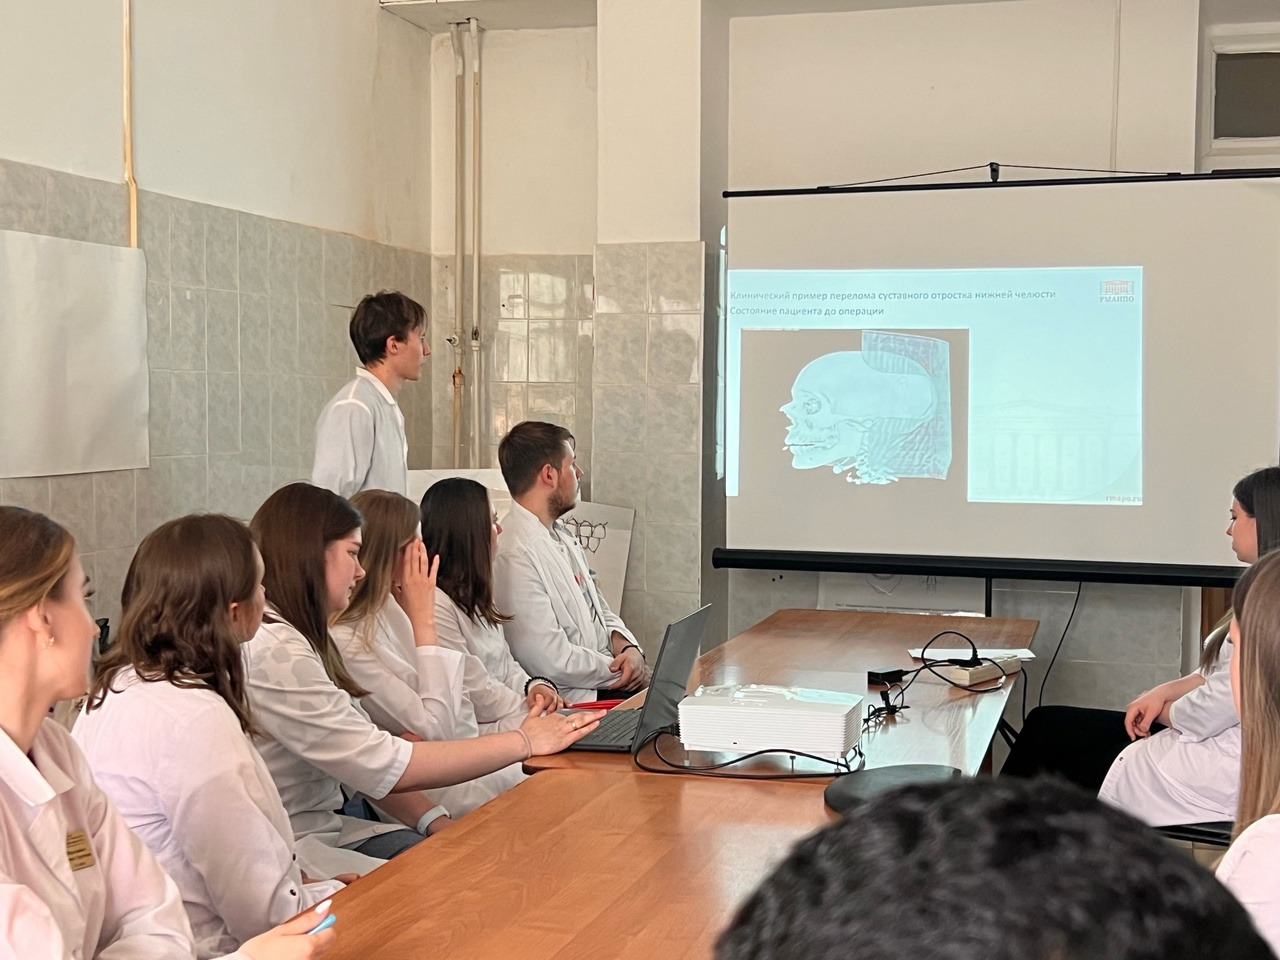 Клинический пример перелома суставного отростка нижней челюсти
Состояние пациента до операции
РМАНПО
rmapo.ru